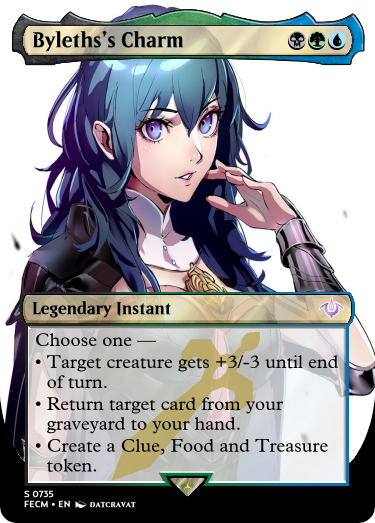 Byleths's Charm
Legendary Instant
Choose one —
• Target creature gets +3/-3 until end
of turn.
• Return target card from your
graveyard to your hand.
• Create a Clue, Food and Treasure
token.
S 0735
FECM • EN DATCRAVAT